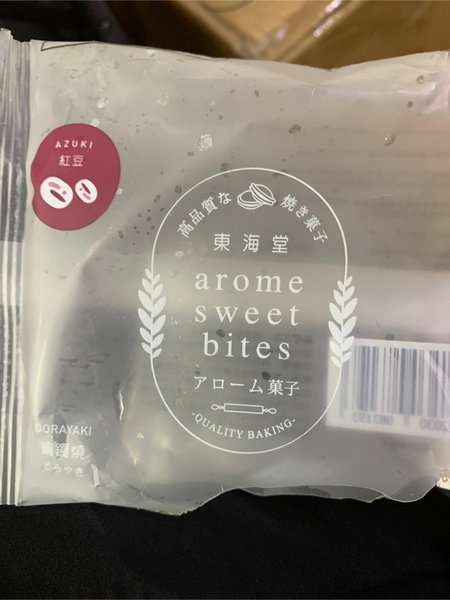 AZUKI
紅豆
高品質な 焼き菓子
東海堂
arome
sweet
bites
アローム菓子
-QUALITY BAKING-
DORAYAKI
銅鑼燒
どらやき